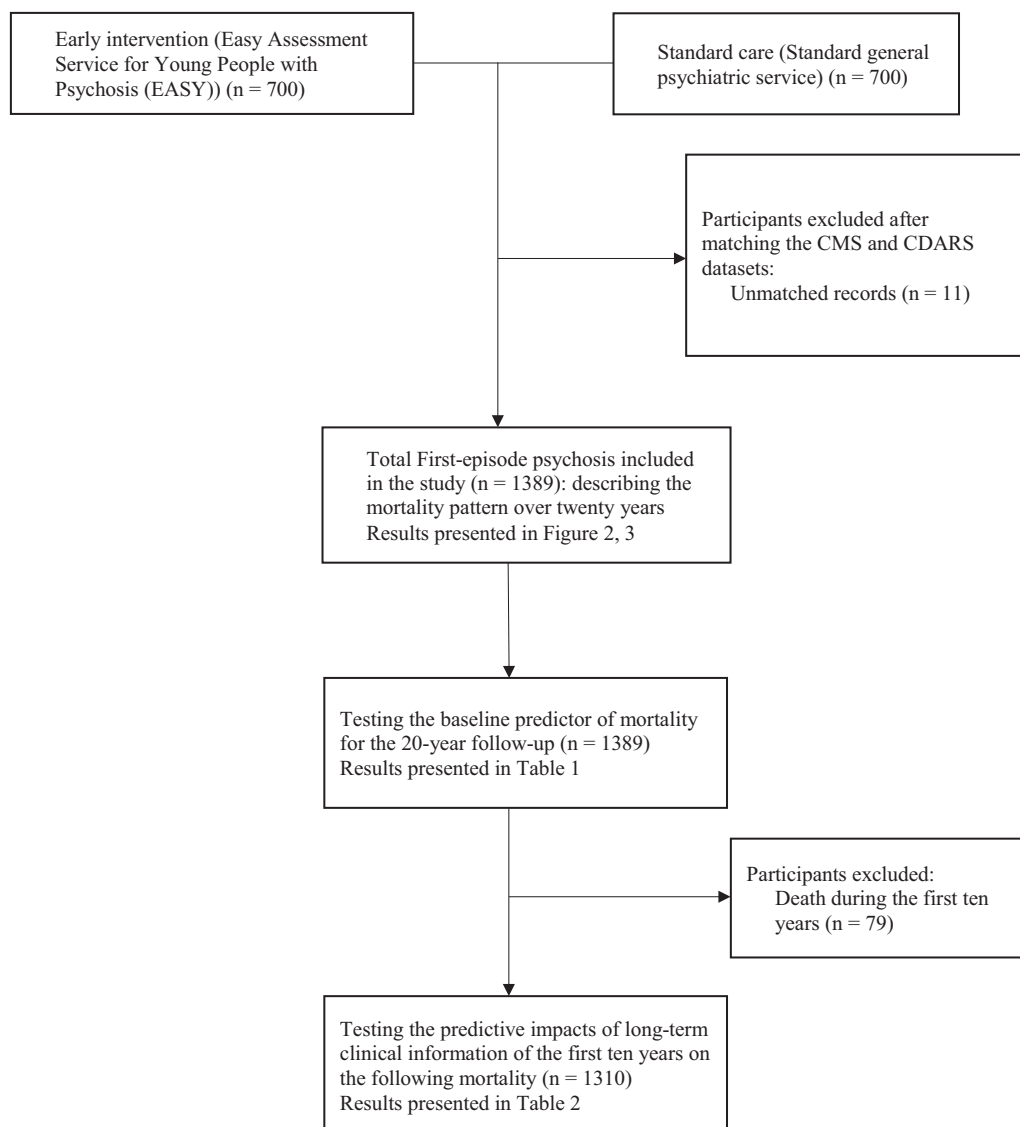 Early intervention (Easy Assessment
Service for Young People with
Psychosis (EASY)) (n = 700)
Standard care (Standard general
psychiatric service) (n = 700)
Participants excluded after
matching the CMS and CDARS
datasets:
Unmatched records (n = 11)
Total First-episode psychosis included
in the study (n = 1389): describing the
mortality pattern over twenty years
Results presented in Figure 2, 3
Testing the baseline predictor of mortality
for the 20-year follow-up (n = 1389)
Results presented in Table 1
Participants excluded:
Death during the first ten
years (n = 79)
Testing the predictive impacts of long-term
clinical information of the first ten years on
the following mortality (n = 1310)
Results presented in Table 2